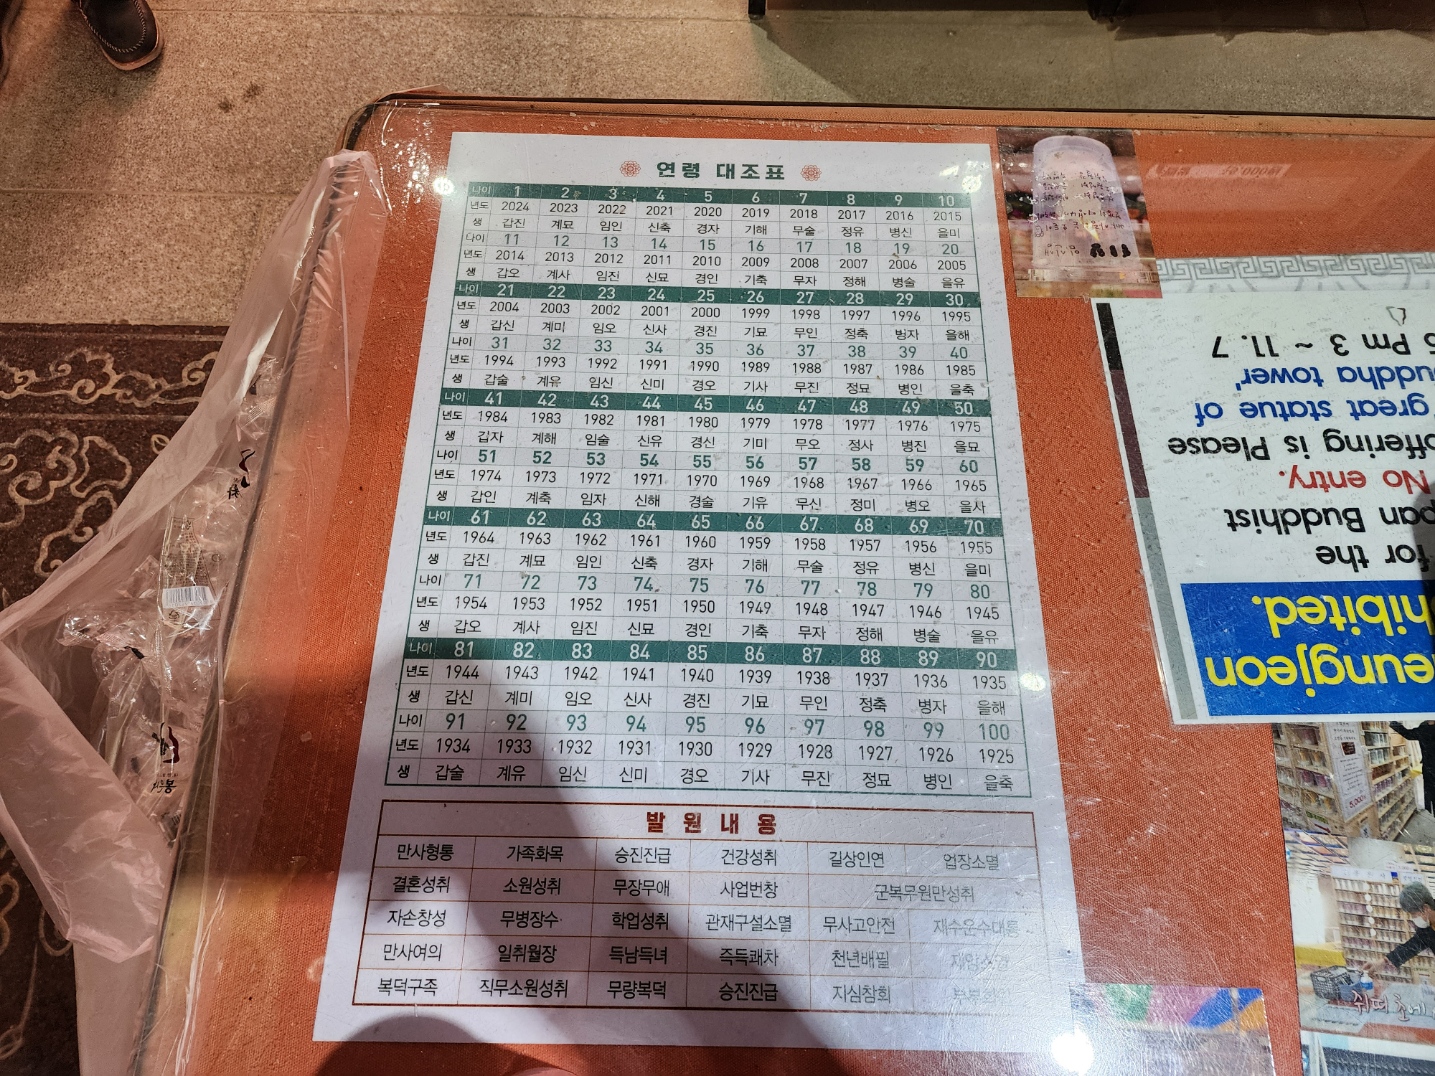 연령 대조표
나이 1 2 3 4 5 6 7 8 9 10
년도 2024 2023 2022 2021 2020 2019 2018 2017 2016 2015
생 갑진 계묘 임인 신축 경자 기해 무술 정유 병신 을미
나이 11 12 13 14 15 16 17 18 19 20
년도 2014 2013 2012 2011 2010 2009 2008 2007 2006 2005
생 갑오 계사 임진 신묘 경인 기축 무자 정해 병술 을유
나이 21 22 23 24 25 26 27 28 29 30
년도 2004 2003 2002 2001 2000 1999 1998 1997 1996 1995
생 갑신 계미 임오 신사 경진 기묘 무인 정축 병자 을해
나이 31 32 33 34 35 36 37 38 39 40
년도 1994 1993 1992 1991 1990 1989 1988 1987 1986 1985
생 갑술 계유 임신 신미 경오 기사 무진 정묘 병인 을축
나이 41 42 43 44 45 46 47 48 49 50
년도 1984 1983 1982 1981 1980 1979 1978 1977 1976 1975
생 갑자 계해 임술 신유 경신 기미 무오 정사 병진 을묘
나이 51 52 53 54 55 56 57 58 59 60
년도 1974 1973 1972 1971 1970 1969 1968 1967 1966 1965
생 갑인 계축 임자 신해 경술 기유 무신 정미 병오 을사
나이 61 62 63 64 65 66 67 68 69 70
년도 1964 1963 1962 1961 1960 1959 1958 1957 1956 1955
생 갑진 계묘 임인 신축 경자 기해 무술 정유 병신 을미
나이 71 72 73 74 75 76 77 78 79 80
년도 1954 1953 1952 1951 1950 1949 1948 1947 1946 1945
생 갑오 계사 임진 신묘 경인 기축 무자 정해 병술 을유
나이 81 82 83 84 85 86 87 88 89 90
년도 1944 1943 1942 1941 1940 1939 1938 1937 1936 1935
생 갑신 계미 임오 신사 경진 기묘 무인 정축 병자 을해
나이 91 92 93 94 95 96 97 98 99 100
년도 1934 1933 1932 1931 1930 1929 1928 1927 1926 1925
생 갑술 계유 임신 신미 경오 기사 무진 정묘 병인 을축
발원내용
만사형통 가족화목 승진진급 건강성취 길상인연 업장소멸
결혼성취 소원성취 무장무애 사업번창 군복무원만성취
자손창성 무병장수 학업성취 관재구설소멸 무사고안전 재수운수대통
만사여의 일취월장 득남득녀 즉득쾌차 천년배필
복덕구족 직무소원성취 무량복덕 승진진급 지심참회
eungjeon
hibited.
for the
pan Buddhist
No entry.
offering is Please
great statue of
uddha tower'
Pm 3 ~ 11. 7